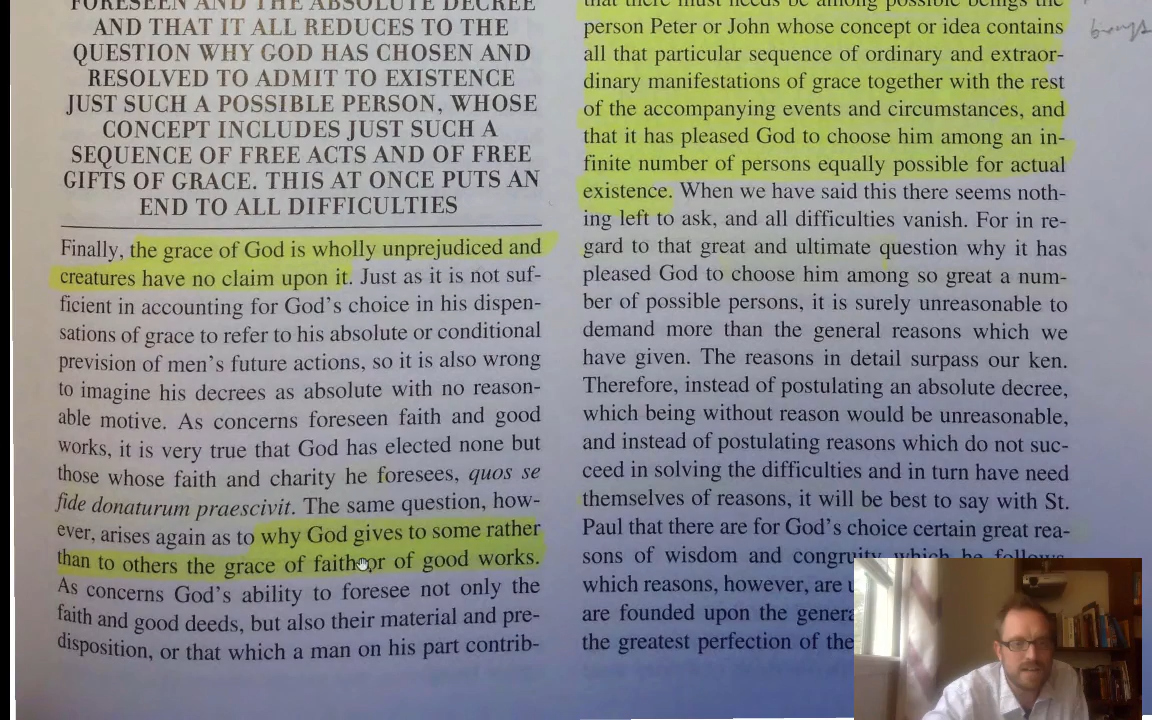 FORESEEN AND THE ABSOLUTE DECREE
AND THAT IT ALL REDUCES TO THE
QUESTION WHY GOD HAS CHOSEN AND
RESOLVED TO ADMIT TO EXISTENCE
JUST SUCH A POSSIBLE PERSON, WHOSE
CONCEPT INCLUDES JUST SUCH A
SEQUENCE OF FREE ACTS AND OF FREE
GIFTS OF GRACE. THIS AT ONCE PUTS AN
END TO ALL DIFFICULTIES
Finally, the grace of God is wholly unprejudiced and
creatures have no claim upon it. Just as it is not suf-
ficient in accounting for God's choice in his dispen-
sations of grace to refer to his absolute or conditional
prevision of men's future actions, so it is also wrong
to imagine his decrees as absolute with no reason-
able motive. As concerns foreseen faith and good
works, it is very true that God has elected none but
those whose faith and charity he foresees, quos se
fide donaturum praescivit. The same question, how-
ever, arises again as to why God gives to some rather
than to others the grace of faith or of good works.
As concerns God's ability to foresee not only the
faith and good deeds, but also their material and pre-
disposition, or that which a man on his part contrib-
that there must needs be among possible beings the
person Peter or John whose concept or idea contains
all that particular sequence of ordinary and extraor-
dinary manifestations of grace together with the rest
of the accompanying events and circumstances, and
that it has pleased God to choose him among an in-
finite number of persons equally possible for actual
existence. When we have said this there seems noth-
ing left to ask, and all difficulties vanish. For in re-
gard to that great and ultimate question why it has
pleased God to choose him among so great a num-
ber of possible persons, it is surely unreasonable to
demand more than the general reasons which we
have given. The reasons in detail surpass our ken.
Therefore, instead of postulating an absolute decree,
which being without reason would be unreasonable,
and instead of postulating reasons which do not suc-
ceed in solving the difficulties and in turn have need
themselves of reasons, it will be best to say with St.
Paul that there are for God's choice certain great rea-
sons of wisdom and congruity which he follows,
which reasons, however, are
are founded upon the genera
the greatest perfection of the